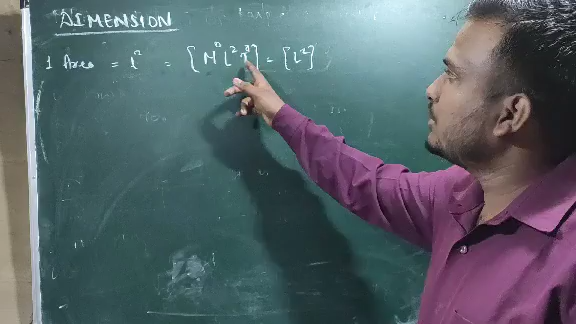 DIMENSION
1 Area = l² = [M⁰L²T⁰] = [L²]